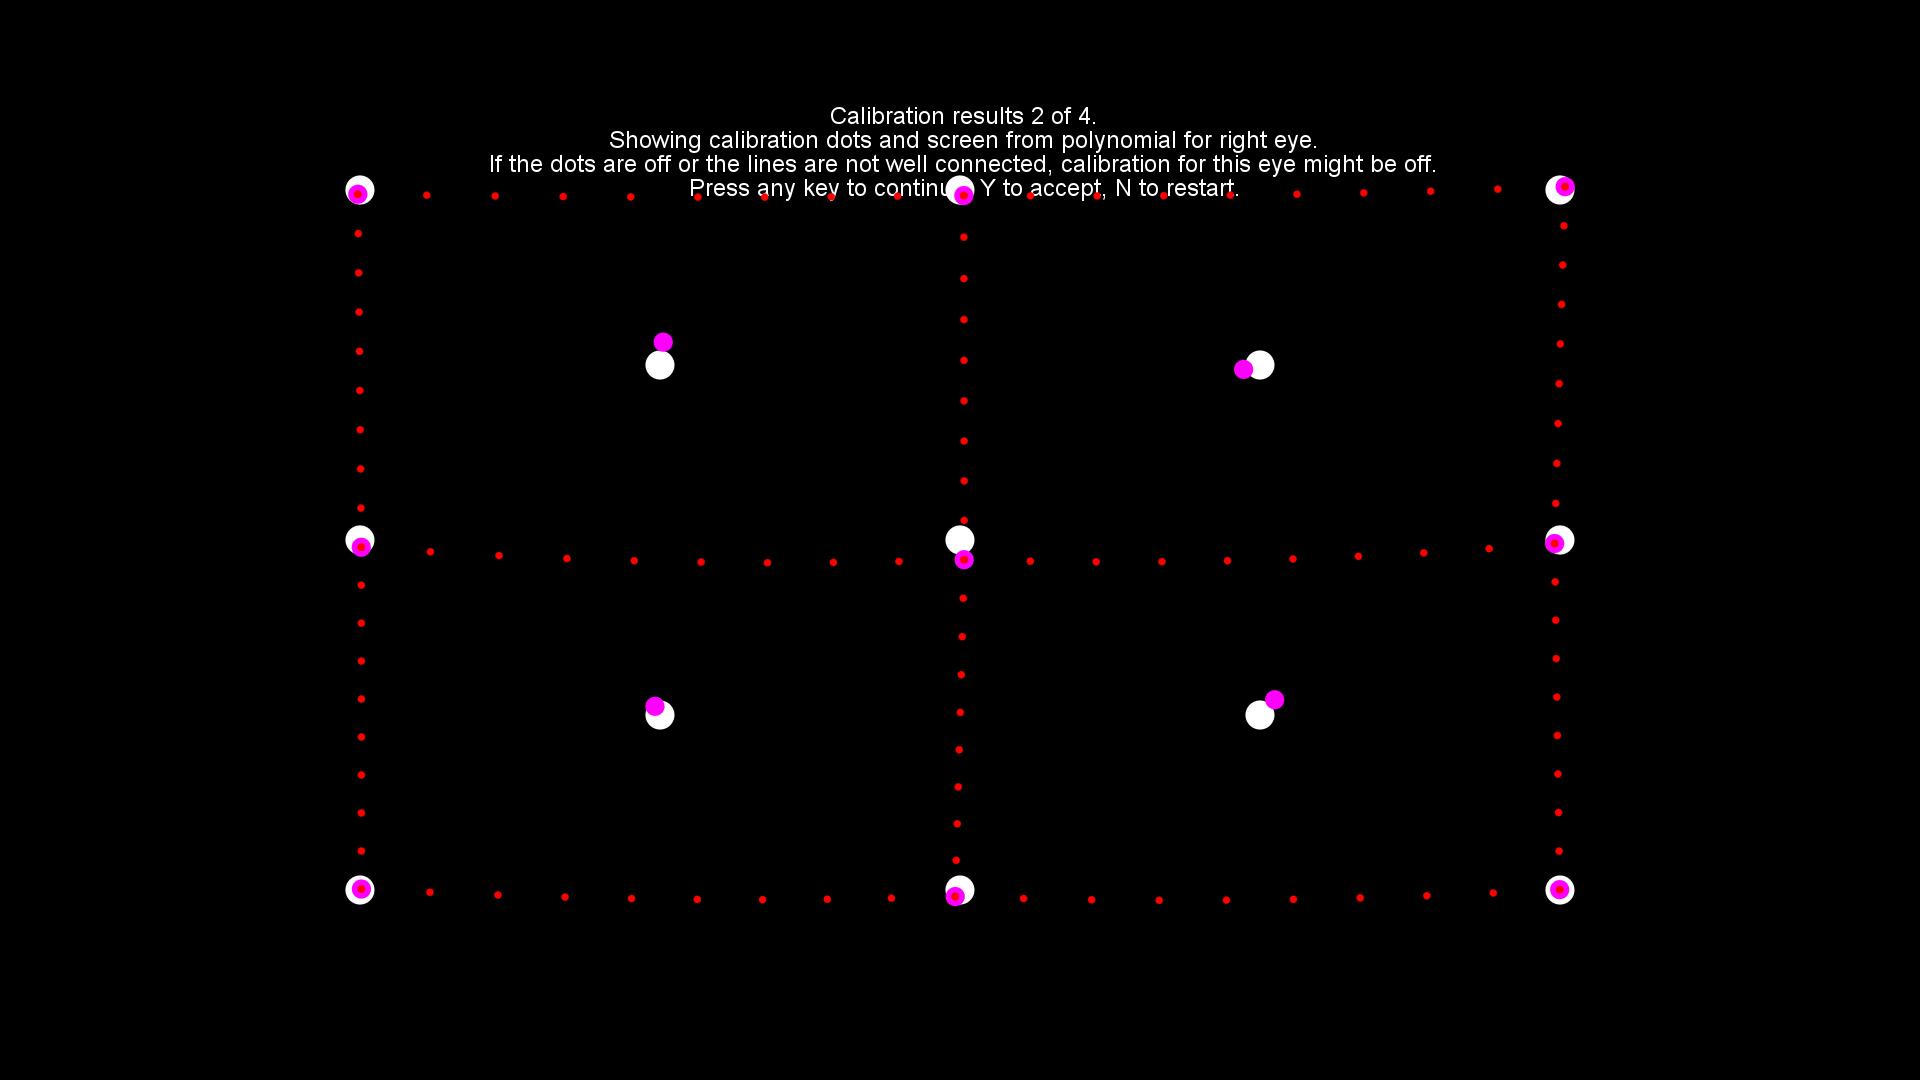 Calibration results 2 of 4.
Showing calibration dots and screen from polynomial for right eye.
If the dots are off or the lines are not well connected, calibration for this eye might be off.
Press any key to continue, Y to accept, N to restart.